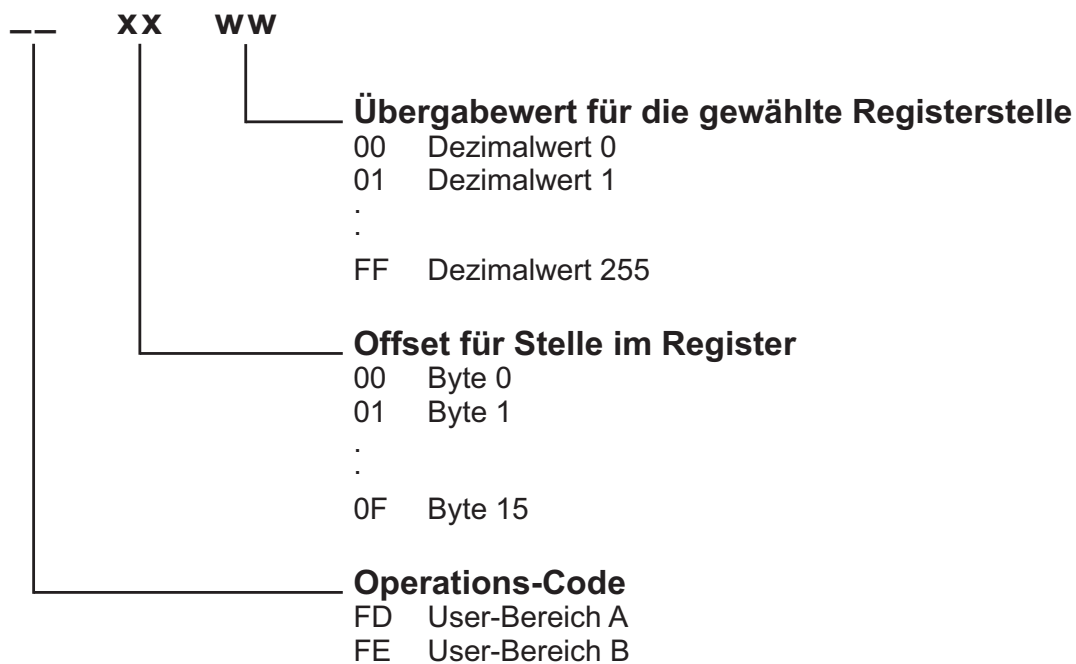 __ xx ww
Übergabewert für die gewählte Registerstelle
00 Dezimalwert 0
01 Dezimalwert 1
.
.
FF Dezimalwert 255
Offset für Stelle im Register
00 Byte 0
01 Byte 1
.
.
0F Byte 15
Operations-Code
FD User-Bereich A
FE User-Bereich B